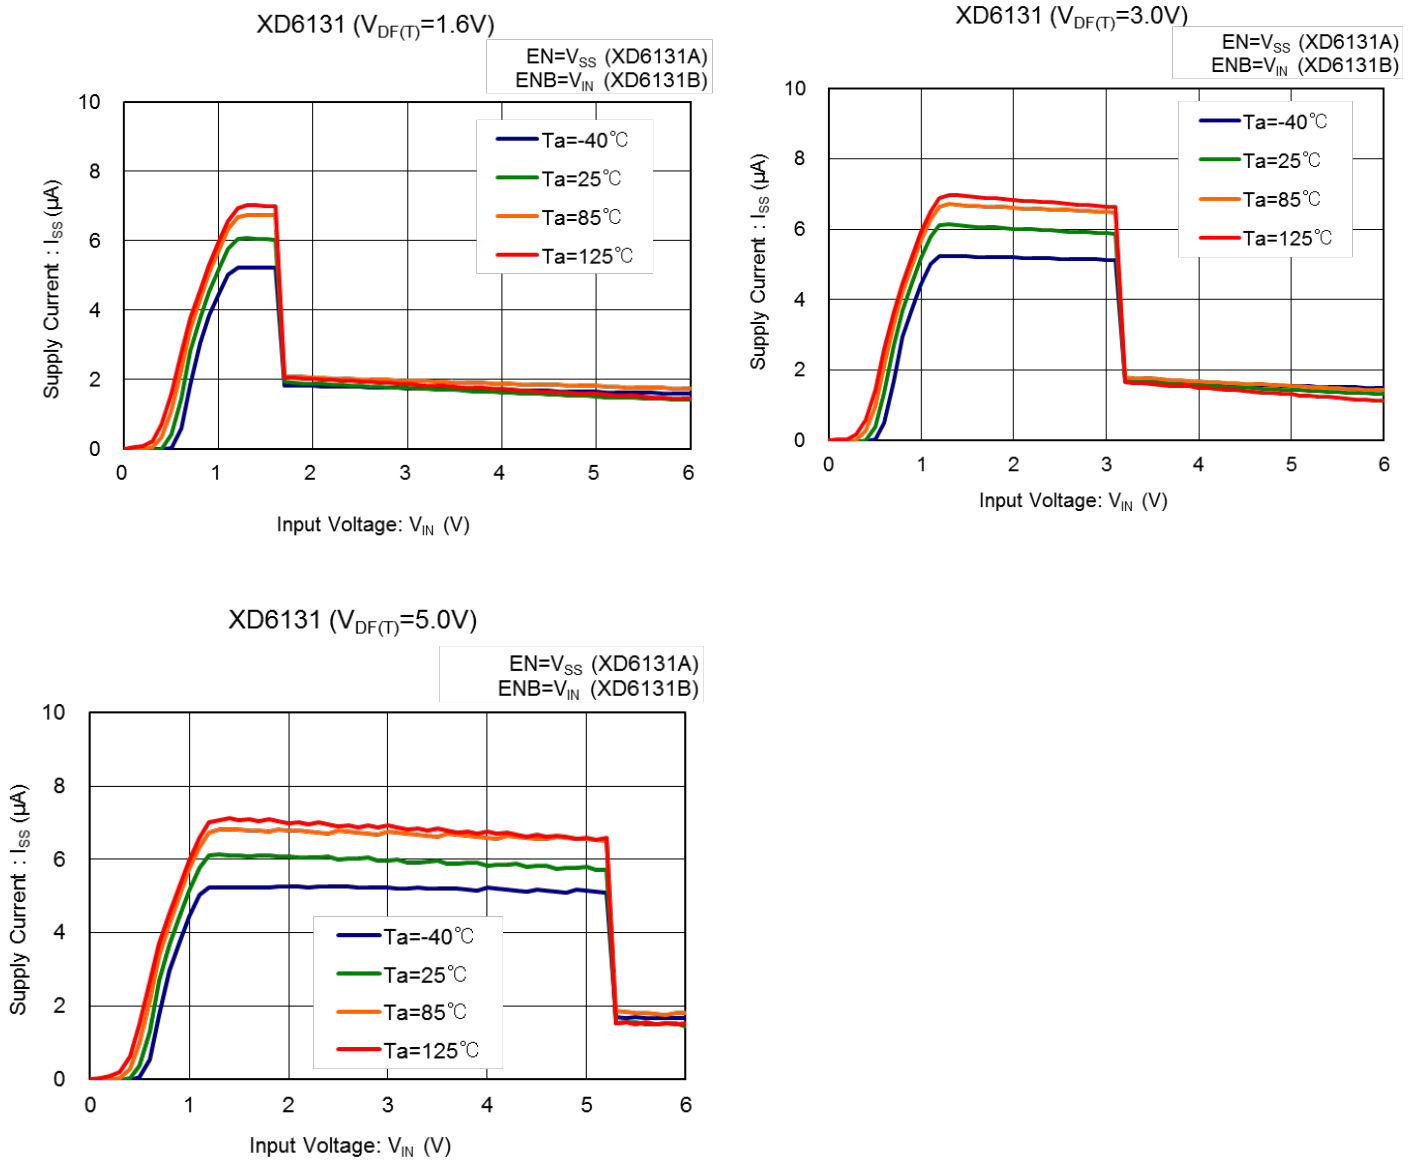 XD6131 (VDF(T)=1.6V)
EN=VSS (XD6131A)
ENB=VIN (XD6131B)
10
8
6
4
2
0
Supply Current : ISS (µA)
Ta=-40℃
Ta=25℃
Ta=85℃
Ta=125℃
0 1 2 3 4 5 6
Input Voltage: VIN (V)
XD6131 (VDF(T)=3.0V)
EN=VSS (XD6131A)
ENB=VIN (XD6131B)
10
8
6
4
2
0
Supply Current : ISS (µA)
Ta=-40℃
Ta=25℃
Ta=85℃
Ta=125℃
0 1 2 3 4 5 6
Input Voltage: VIN (V)
XD6131 (VDF(T)=5.0V)
EN=VSS (XD6131A)
ENB=VIN (XD6131B)
10
8
6
4
2
0
Supply Current : ISS (µA)
Ta=-40℃
Ta=25℃
Ta=85℃
Ta=125℃
0 1 2 3 4 5 6
Input Voltage: VIN (V)